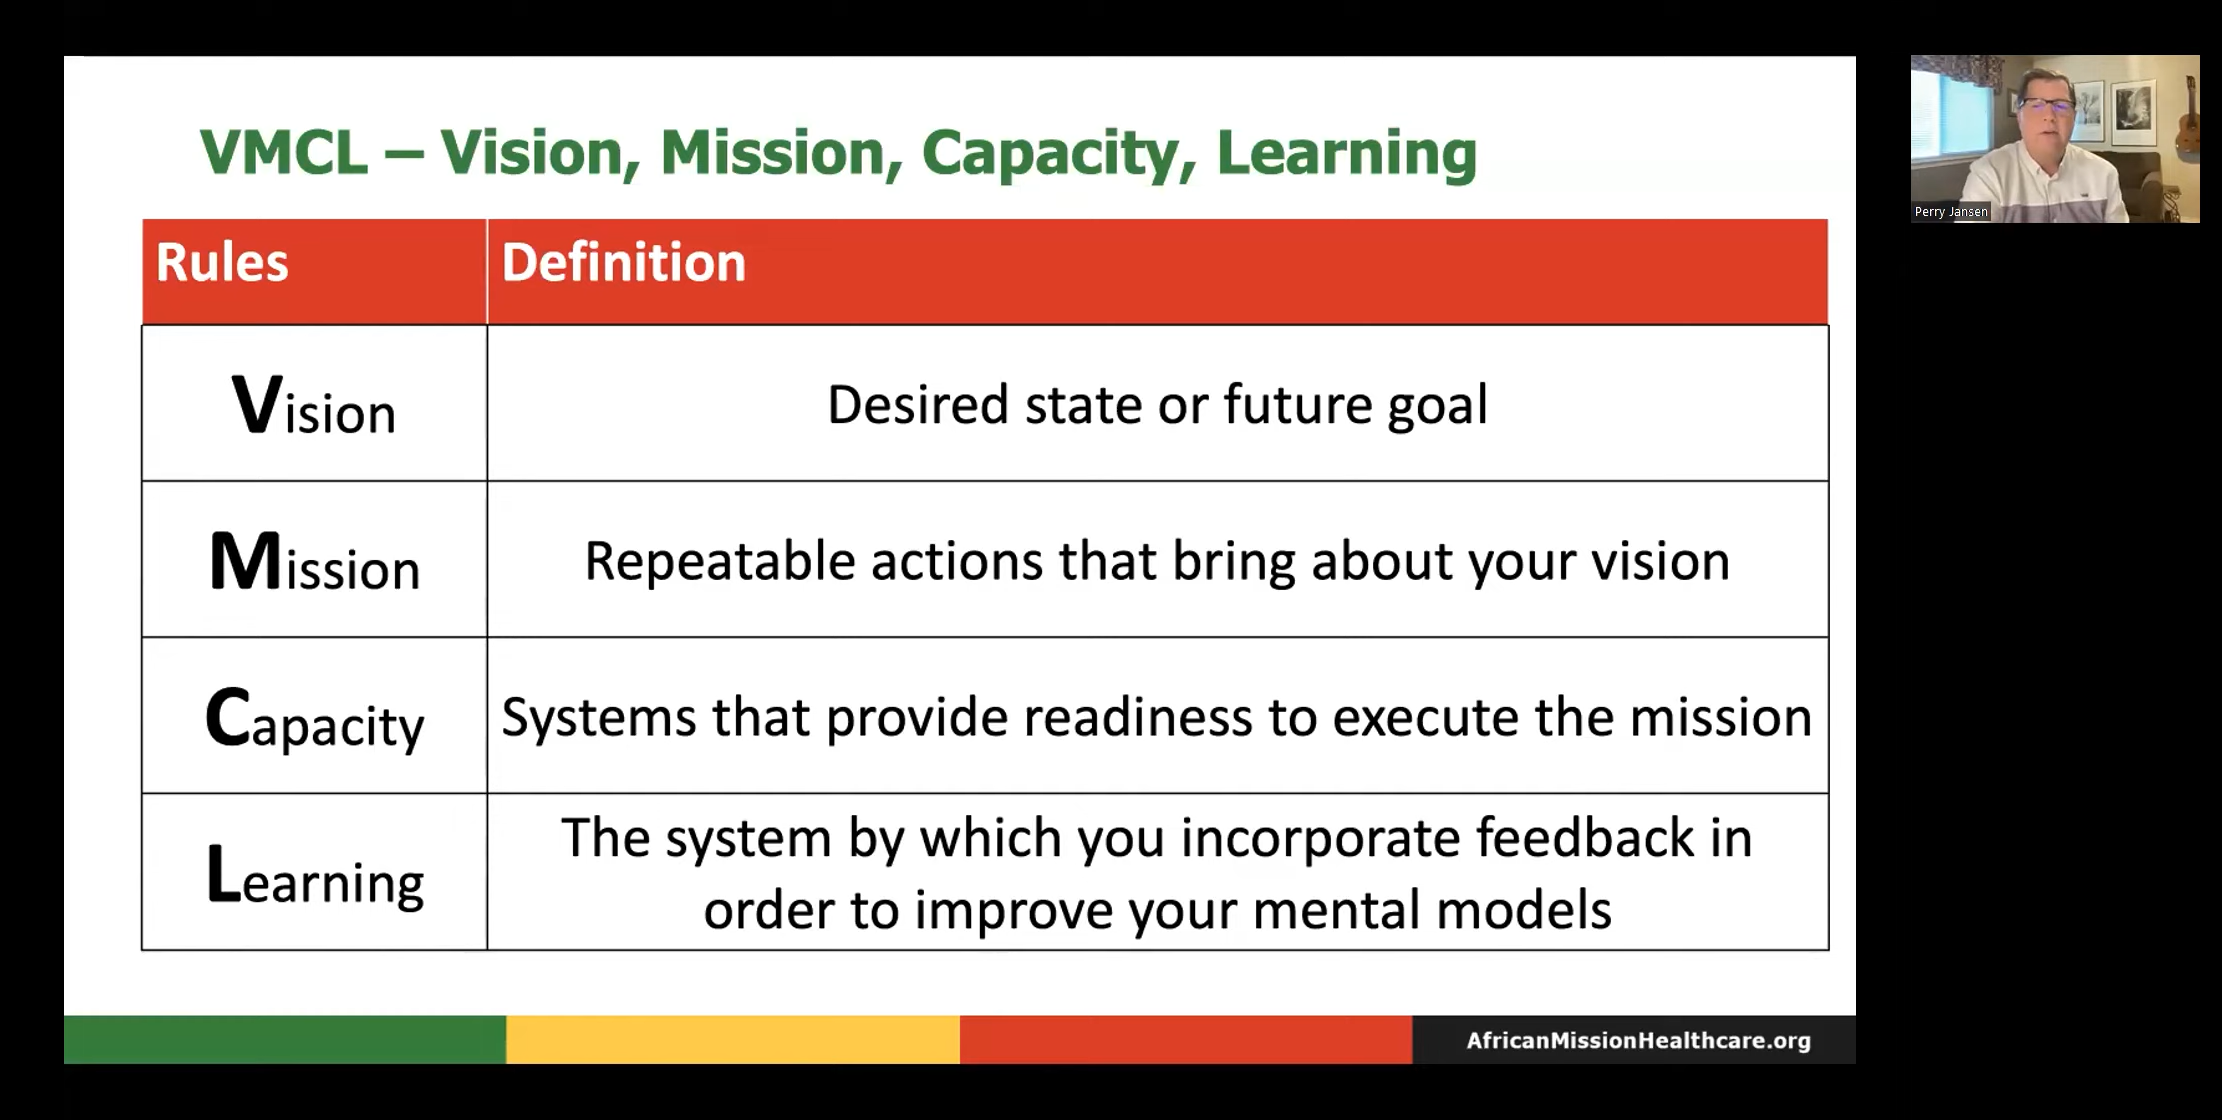 VMCL – Vision, Mission, Capacity, Learning
Rules
Definition
Vision
Desired state or future goal
Mission
Repeatable actions that bring about your vision
Capacity
Systems that provide readiness to execute the mission
Learning
The system by which you incorporate feedback in
order to improve your mental models
AfricanMissionHealthcare.org
Perry Jansen